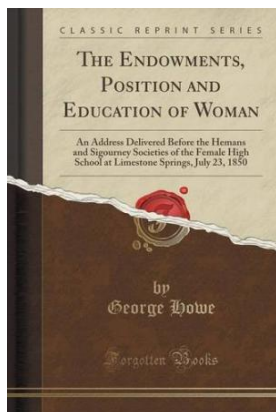 CLASSIC REPRINT SERIES
THE ENDOWMENTS,
POSITION AND
EDUCATION OF WOMAN
An Address Delivered Before the Hemans
and Sigourney Societies of the Female High
School at Limestone Springs, July 23, 1850
by
George Howe
Forgotten Books